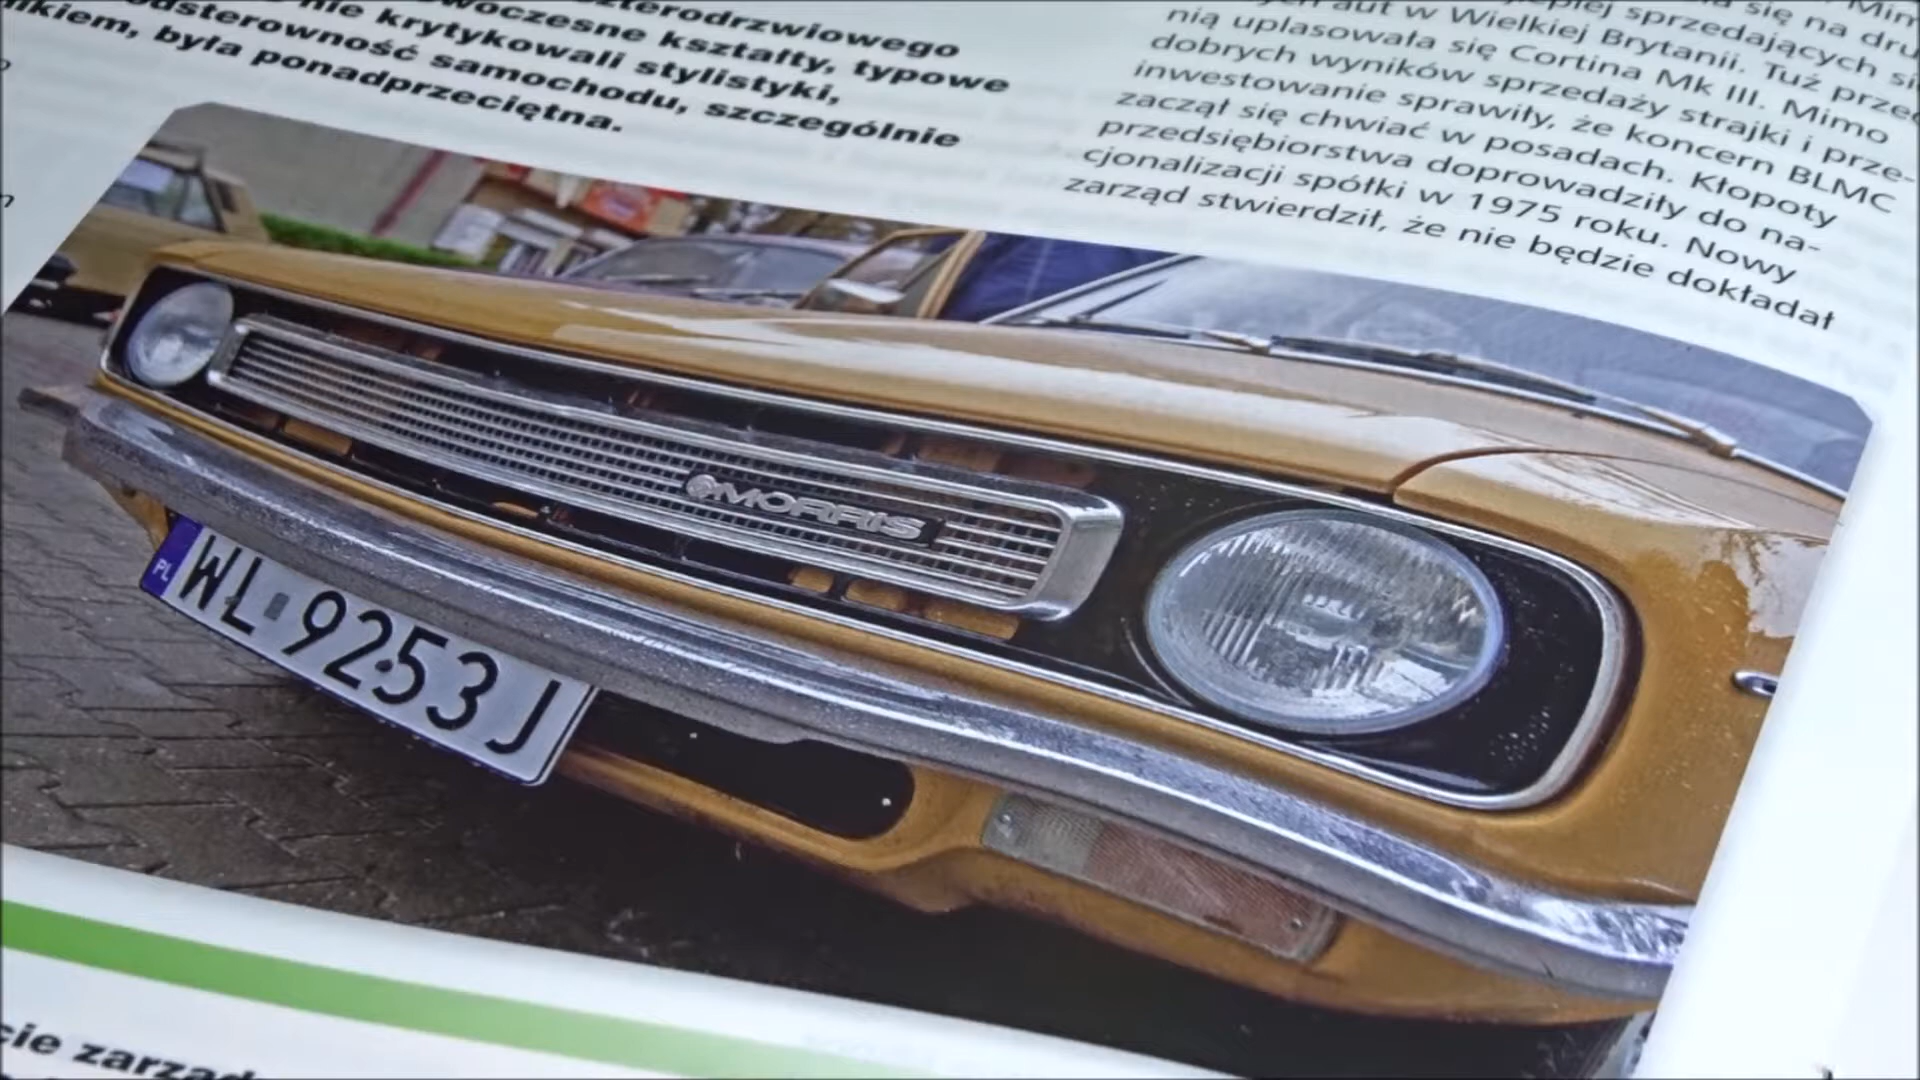 czterodrzwiowego
nowoczesne kształty, typowe
nie krytykowali stylistyki,
podsterowność samochodu, szczególnie
nikiem, była ponadprzeciętna.
się na dru
sprzedających si
aut w Wielkiej Brytanii. Tuż przed
nią uplasowała się Cortina Mk III. Mimo
dobrych wyników sprzedaży strajki i prze-
inwestowanie sprawiły, że koncern BLMC
zaczął się chwiać w posadach. Kłopoty
przedsiębiorstwa doprowadziły do na-
cjonalizacji spółki w 1975 roku. Nowy
zarząd stwierdził, że nie będzie dokładał
MORRIS
PL
WL 9253J
cie zarząd